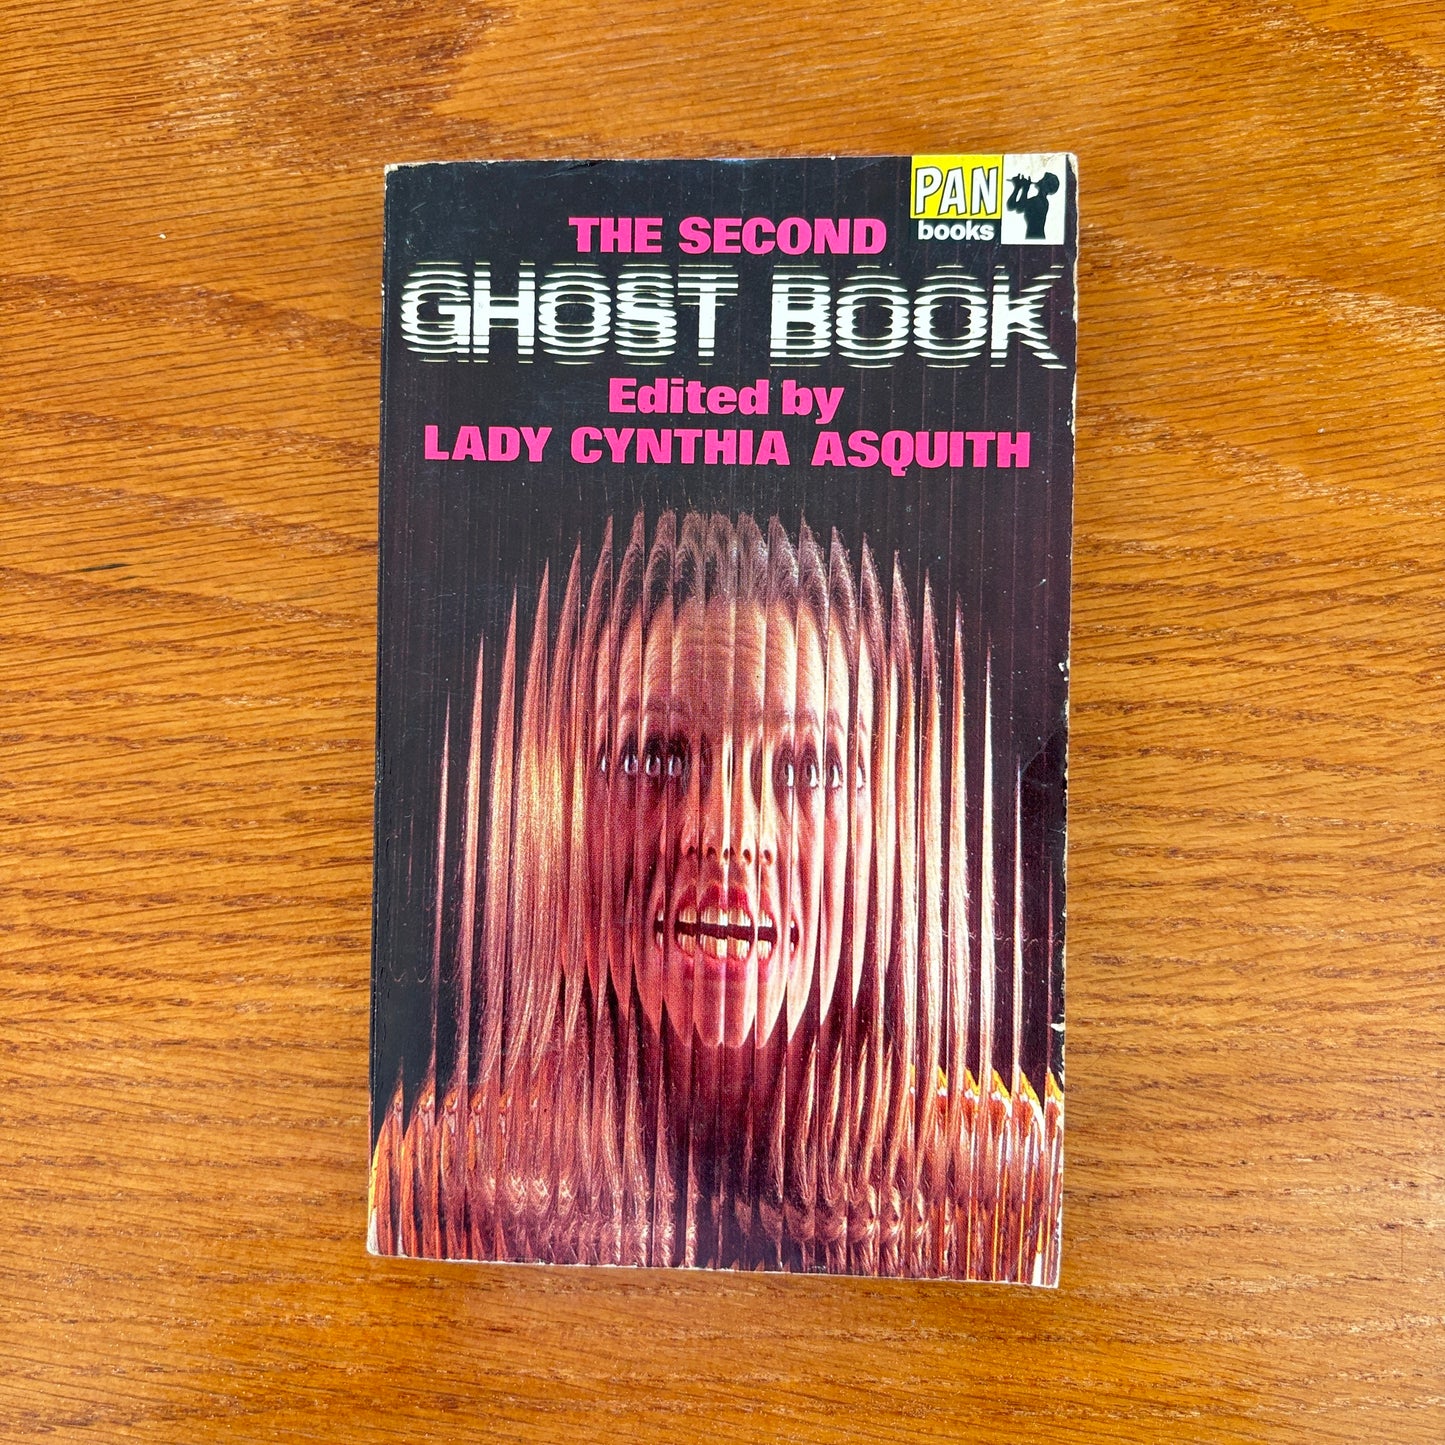 PAN
books
THE SECOND
GHOST BOOK
Edited by
LADY CYNTHIA ASQUITH